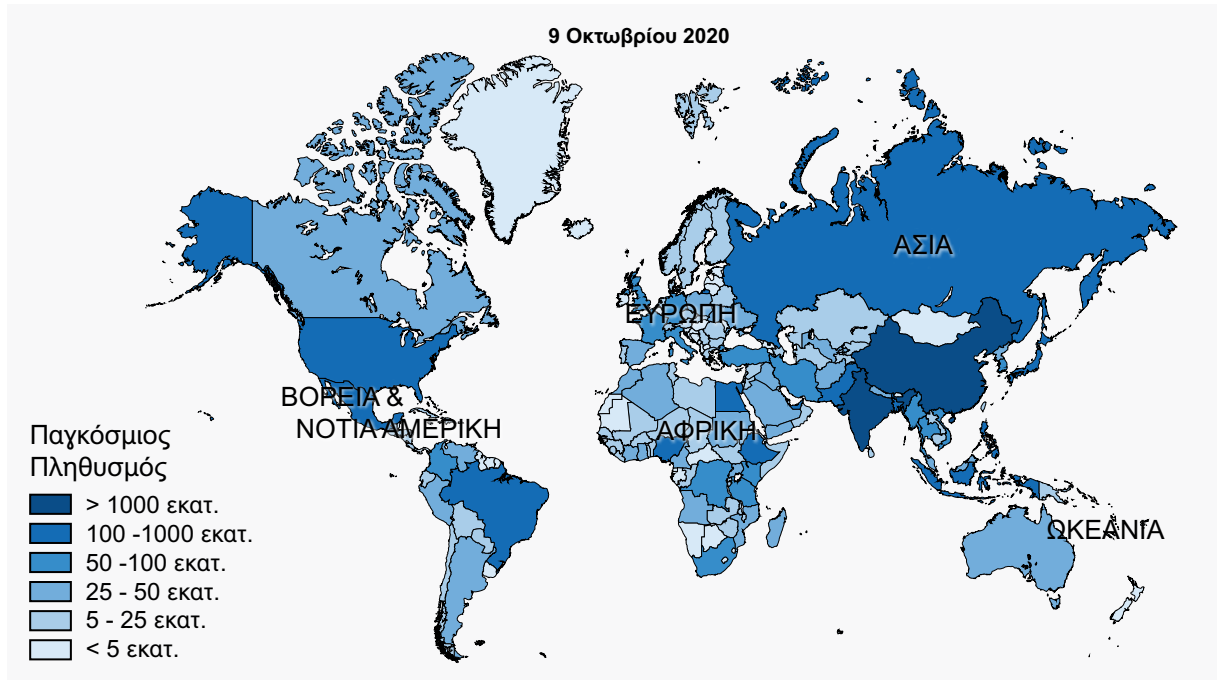 9 Οκτωβρίου 2020
ΑΣΙΑ
ΕΥΡΩΠΗ
ΒΟΡΕΙΑ &
ΝΟΤΙΑ ΑΜΕΡΙΚΗ
ΑΦΡΙΚΗ
ΩΚΕΑΝΙΑ
Παγκόσμιος
Πληθυσμός
> 1000 εκατ.
100 -1000 εκατ.
50 -100 εκατ.
25 - 50 εκατ.
5 - 25 εκατ.
< 5 εκατ.